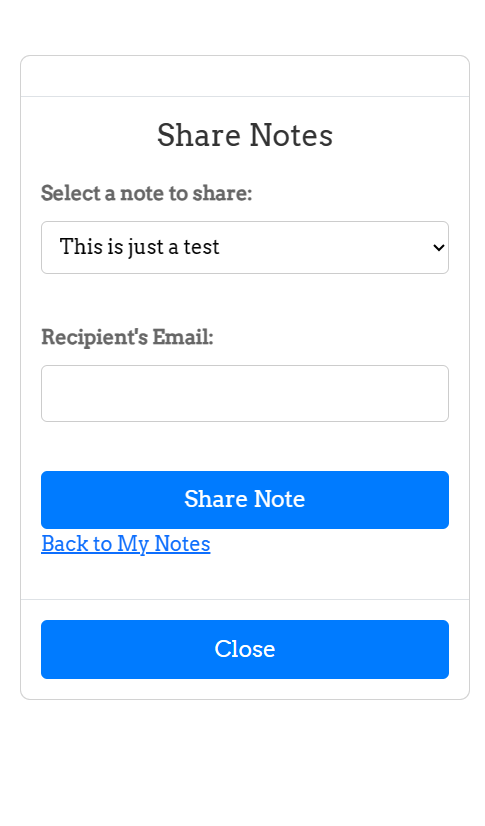 Share Notes
Select a note to share:
This is just a test
Recipient's Email:
Share Note
Back to My Notes
Close